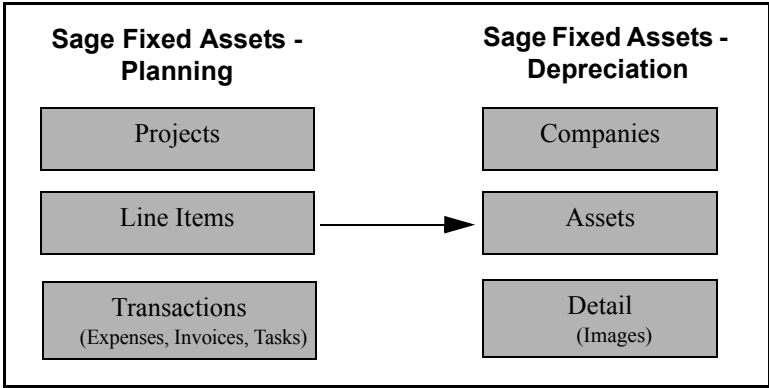 Sage Fixed Assets -
Planning
Sage Fixed Assets -
Depreciation
Projects
Companies
Line Items
Assets
Transactions
(Expenses, Invoices, Tasks)
Detail
(Images)